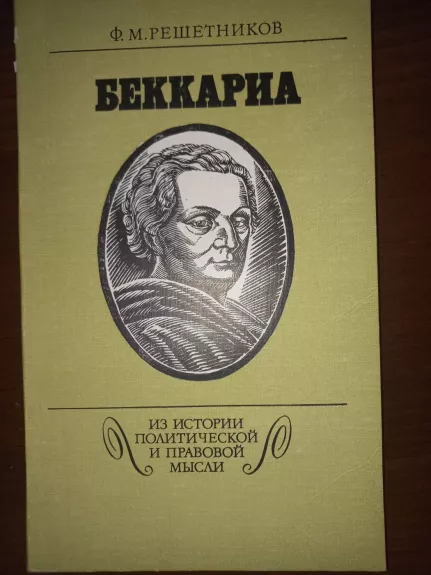 Ф. М. РЕШЕТНИКОВ
БЕККАРИА
ИЗ ИСТОРИИ
ПОЛИТИЧЕСКОЙ
И ПРАВОВОЙ
МЫСЛИ